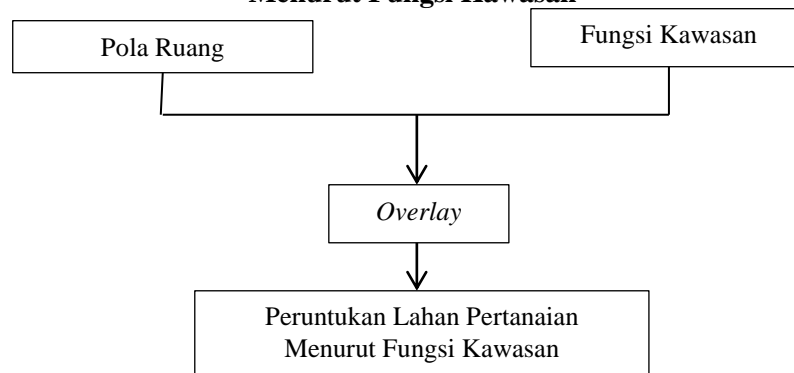 Menurut Fungsi Kawasan
Pola Ruang
Fungsi Kawasan
Overlay
Peruntukan Lahan Pertanaian
Menurut Fungsi Kawasan